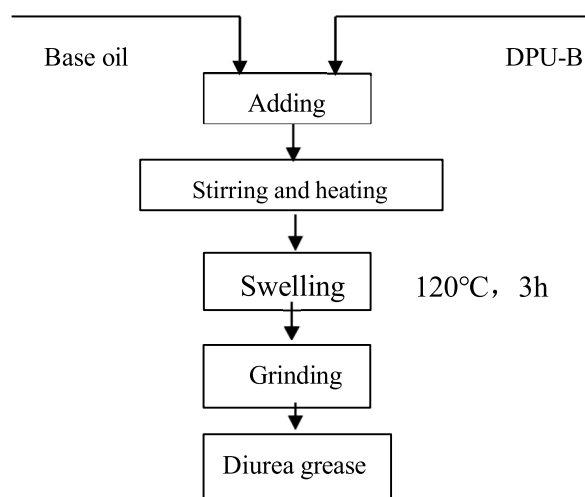 Base oil
DPU-B
Adding
Stirring and heating
Swelling
120℃，3h
Grinding
Diurea grease